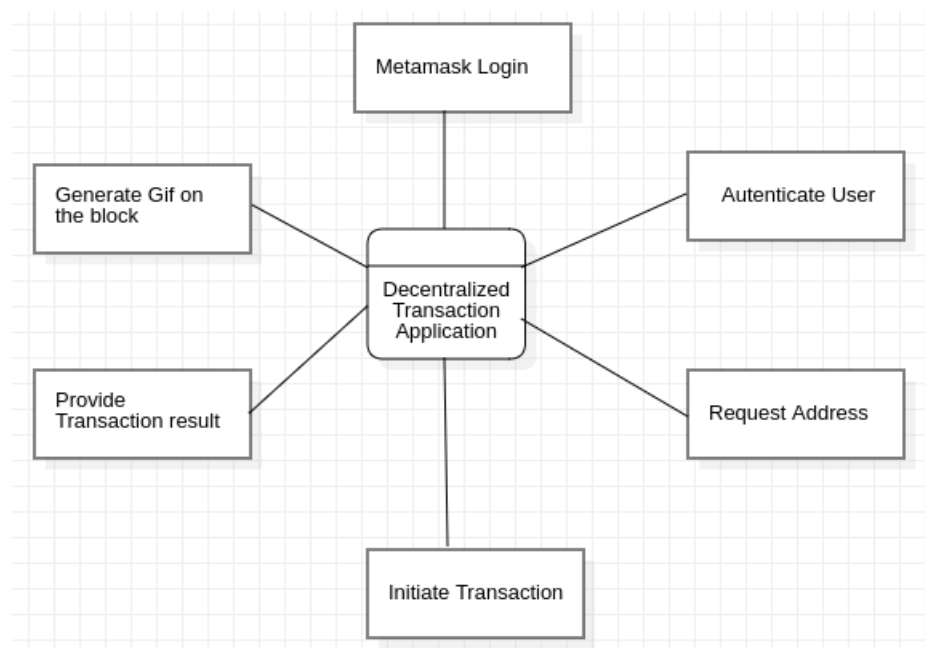 Metamask Login
Generate Gif on
the block
Autenticate User
Decentralized
Transaction
Application
Provide
Transaction result
Request Address
Initiate Transaction